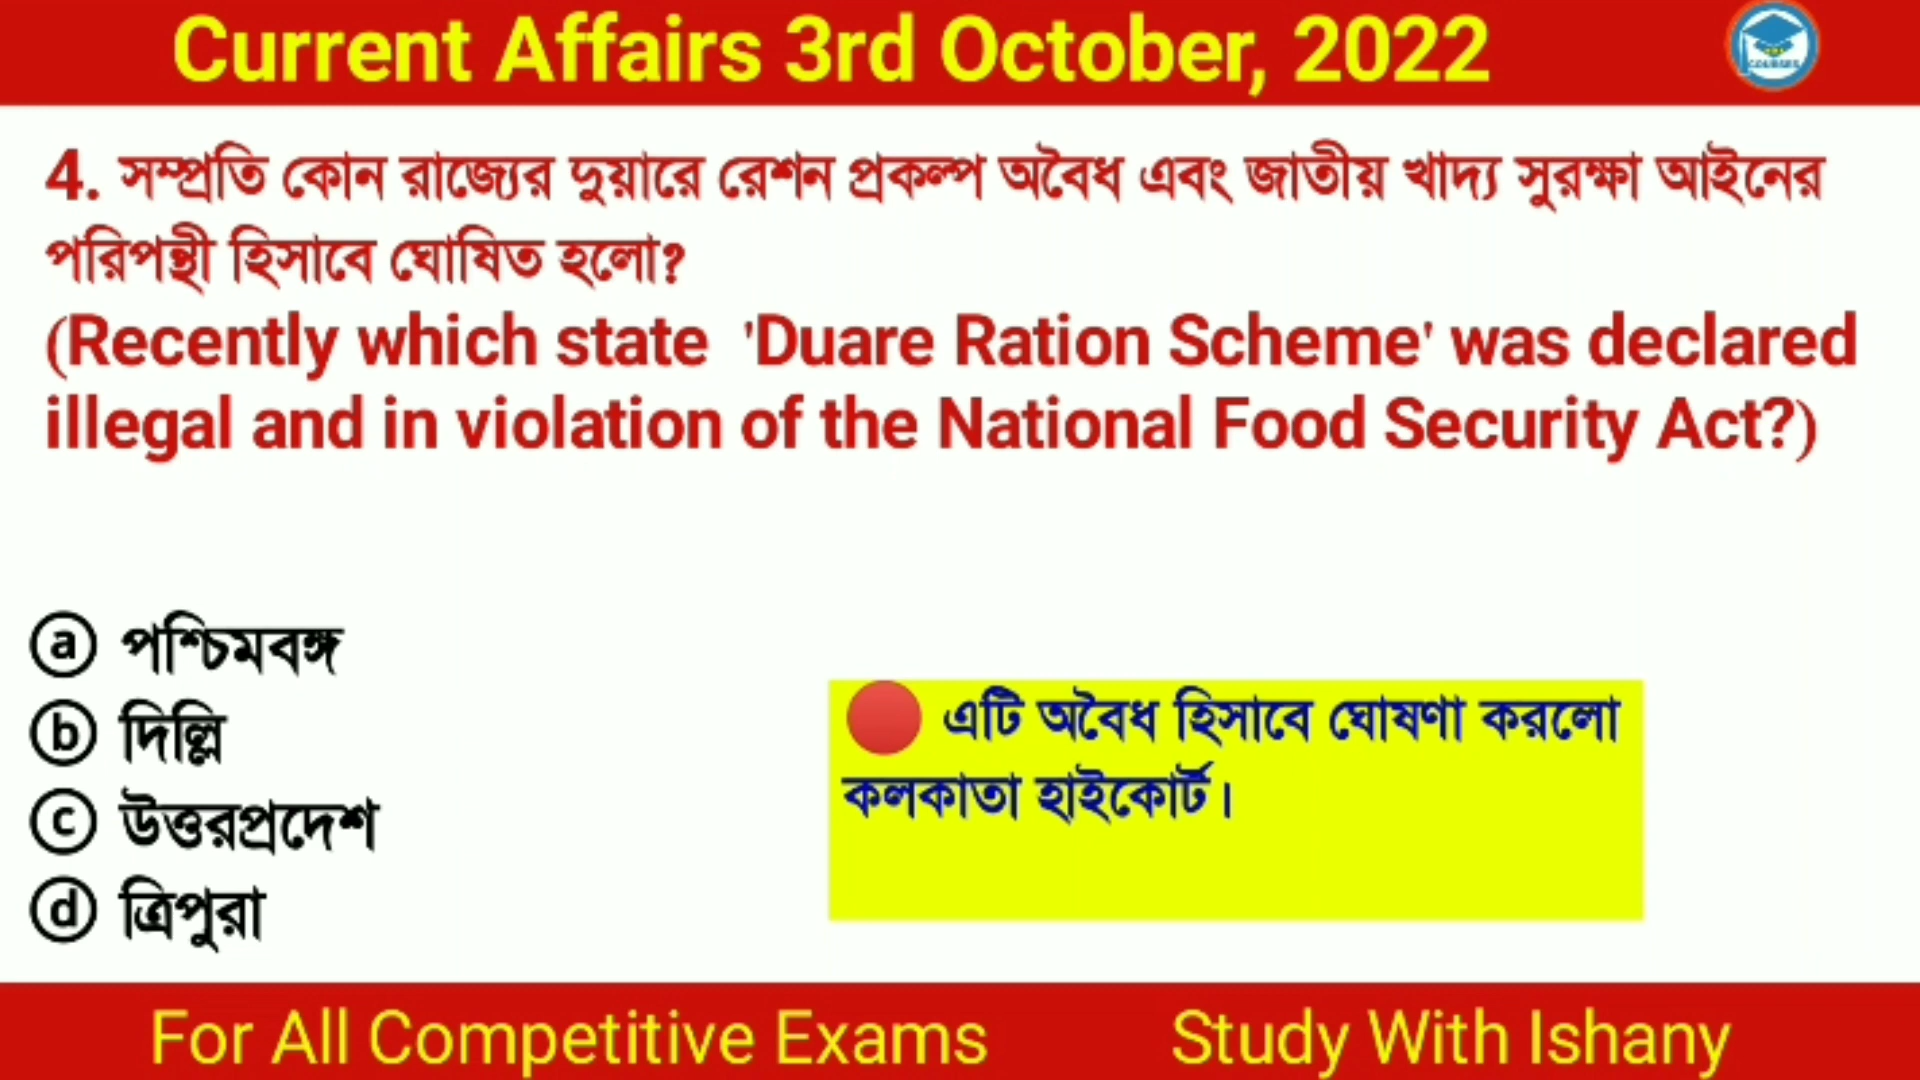 Current Affairs 3rd October, 2022
COURSES
4. সম্প্রতি কোন রাজ্যের দুয়ারে রেশন প্রকল্প অবৈধ এবং জাতীয় খাদ্য সুরক্ষা আইনের
পরিপন্থী হিসাবে ঘোষিত হলো?
(Recently which state 'Duare Ration Scheme' was declared
illegal and in violation of the National Food Security Act?)
ⓐ পশ্চিমবঙ্গ
ⓑ দিল্লি
ⓒ উত্তরপ্রদেশ
ⓓ ত্রিপুরা
🔴 এটি অবৈধ হিসাবে ঘোষণা করলো
কলকাতা হাইকোর্ট।
For All Competitive Exams Study With Ishany